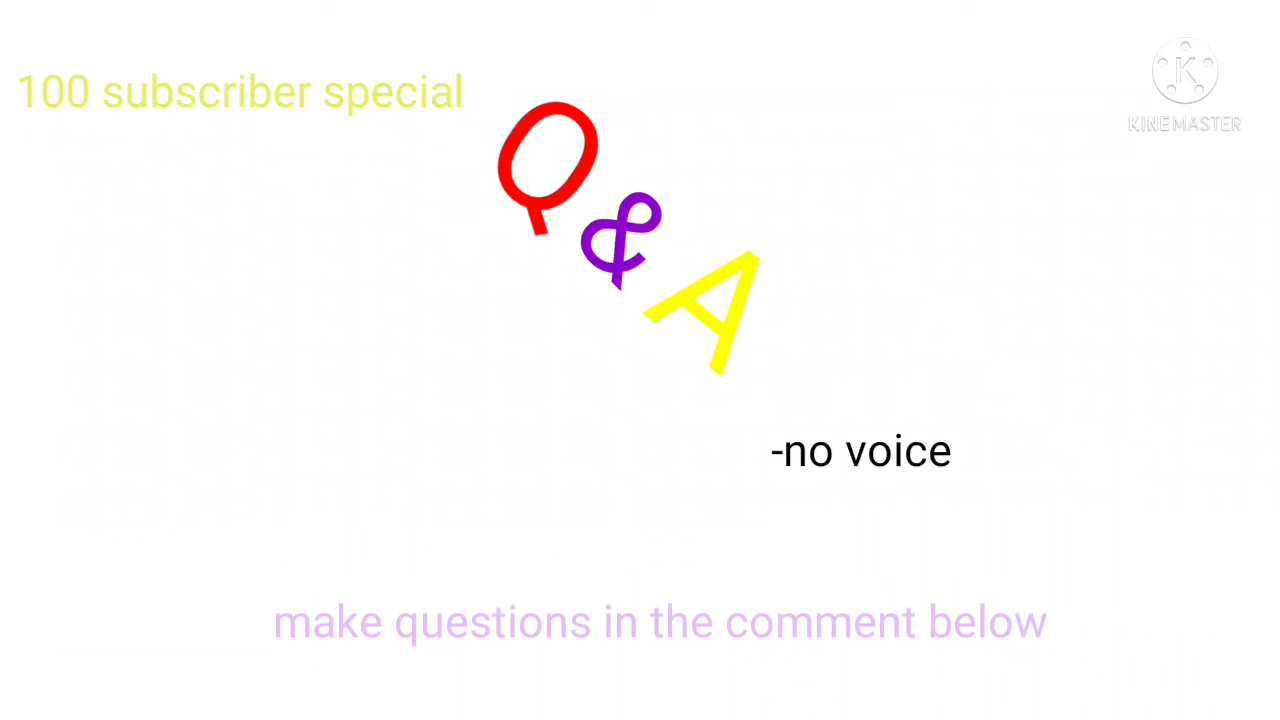 100 subscriber special
K
KINEMASTER
Q
&
A
-no voice
make questions in the comment below